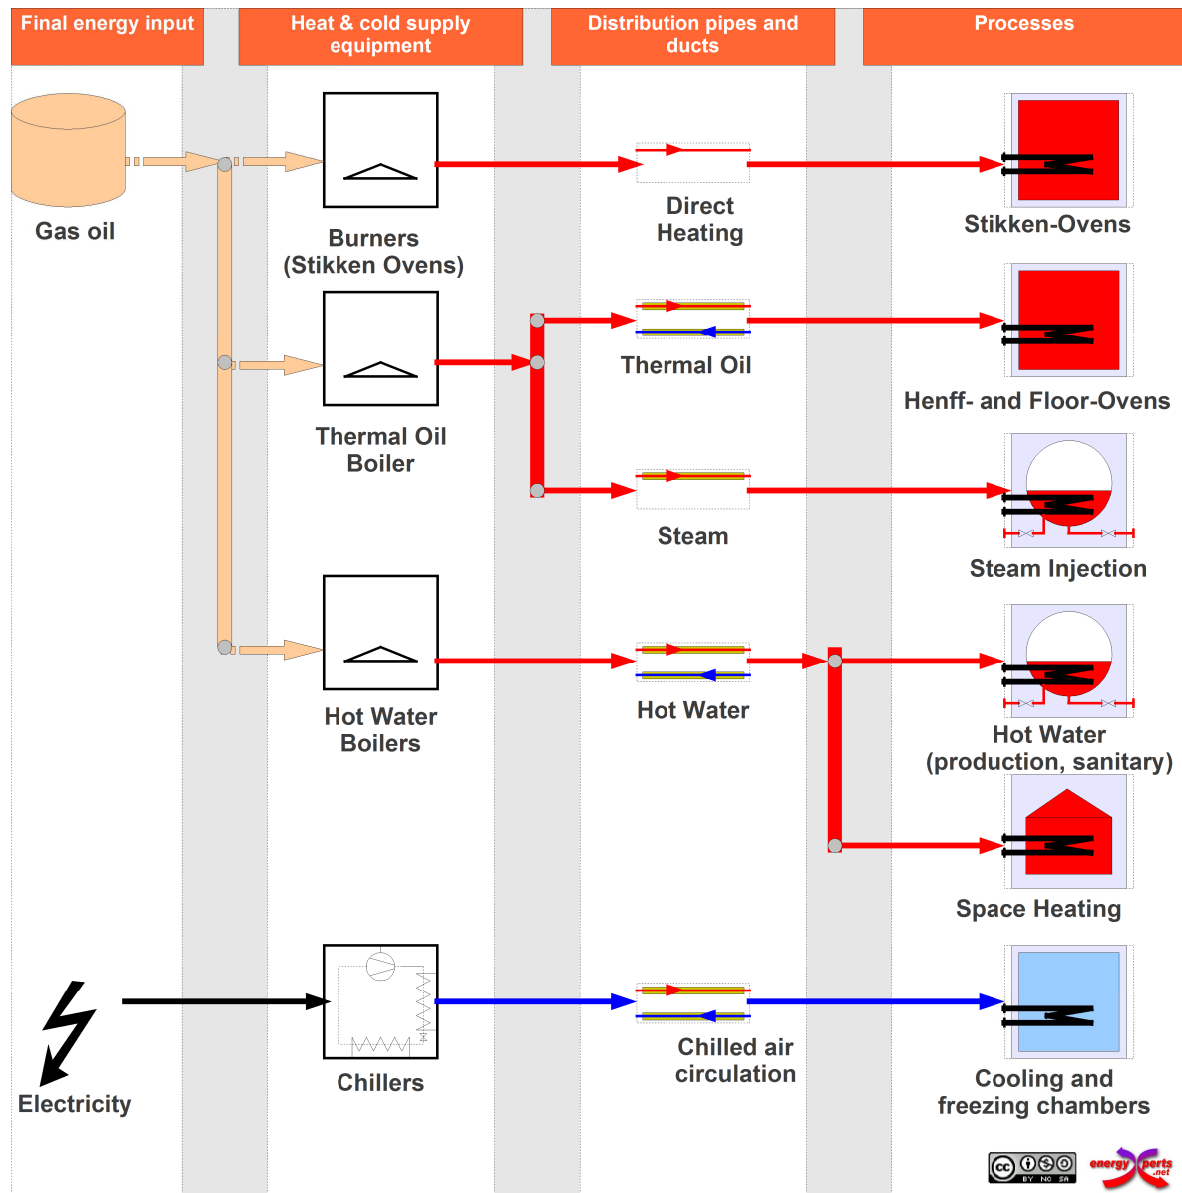 Final energy input
Heat & cold supply
equipment
Distribution pipes and
ducts
Processes
Gas oil
Burners
(Stikken Ovens)
Direct
Heating
Stikken-Ovens
Thermal Oil
Boiler
Thermal Oil
Henff- and Floor-Ovens
Steam
Steam Injection
Hot Water
Boilers
Hot Water
Hot Water
(production, sanitary)
Space Heating
Electricity
Chillers
Chilled air
circulation
Cooling and
freezing chambers
cc
BY NC SA
energyXperts
.net